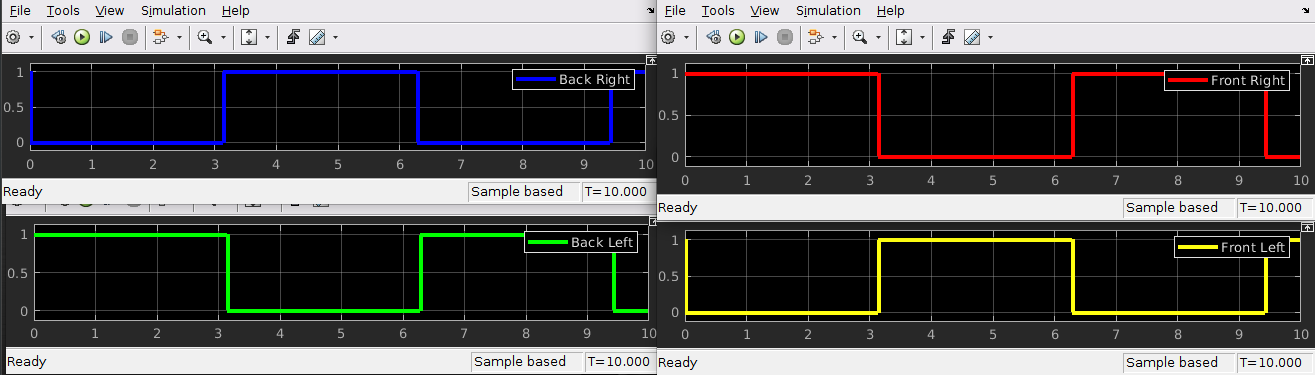 File Tools View Simulation Help
Back Right
1
0.5
0
0 1 2 3 4 5 6 7 8 9 10
Ready Sample based T=10.000
File Tools View Simulation Help
Front Right
1
0.5
0
0 1 2 3 4 5 6 7 8 9 10
Ready Sample based T=10.000
Back Left
1
0.5
0
0 1 2 3 4 5 6 7 8 9 10
Ready Sample based T=10.000
Front Left
1
0.5
0
0 1 2 3 4 5 6 7 8 9 10
Ready Sample based T=10.000